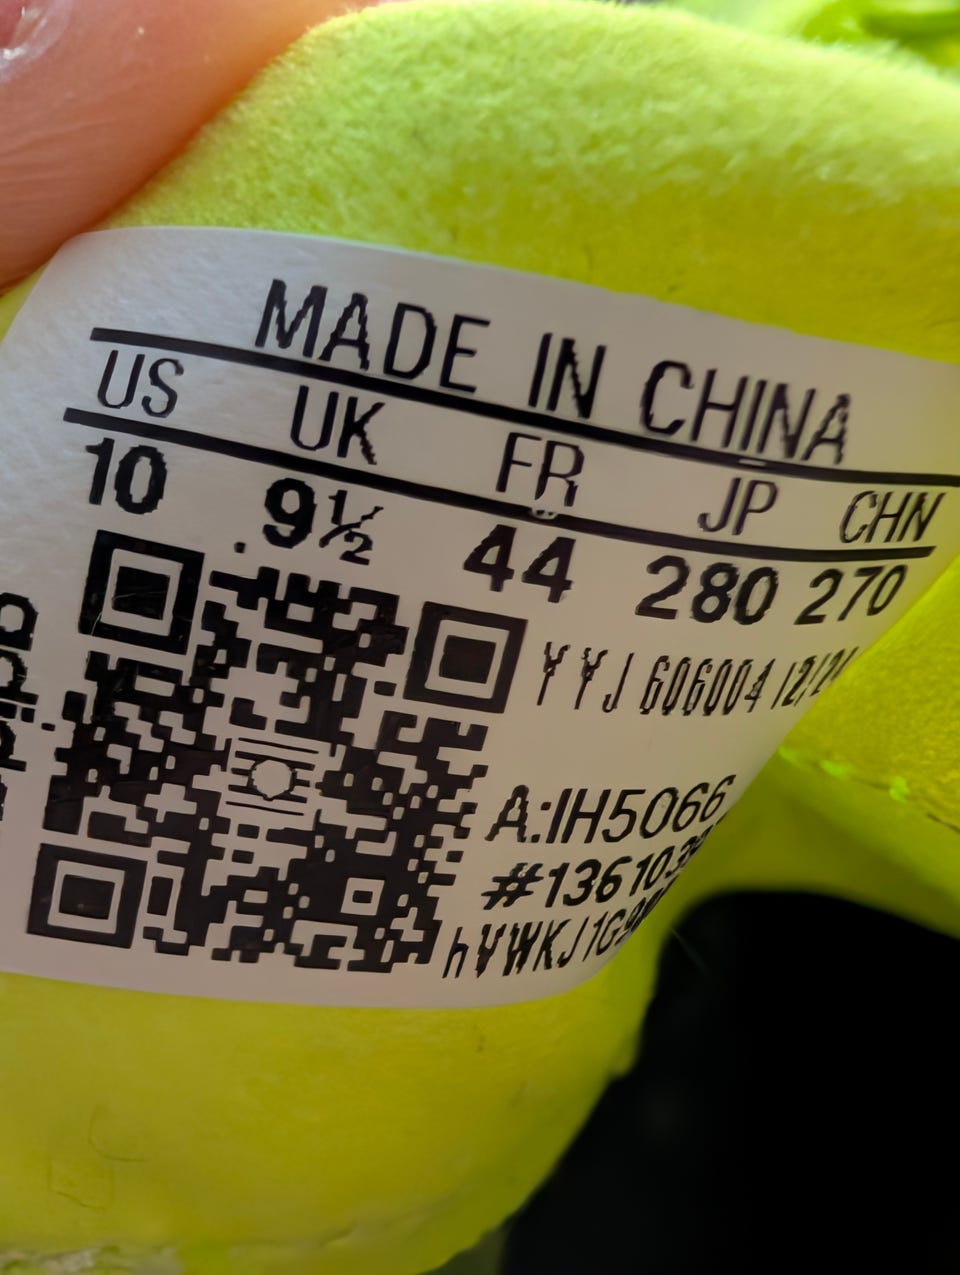 MADE IN CHINA
US UK FR JP CHN
10 9½ 44 280 270
YYJ 606004
A:IH5066